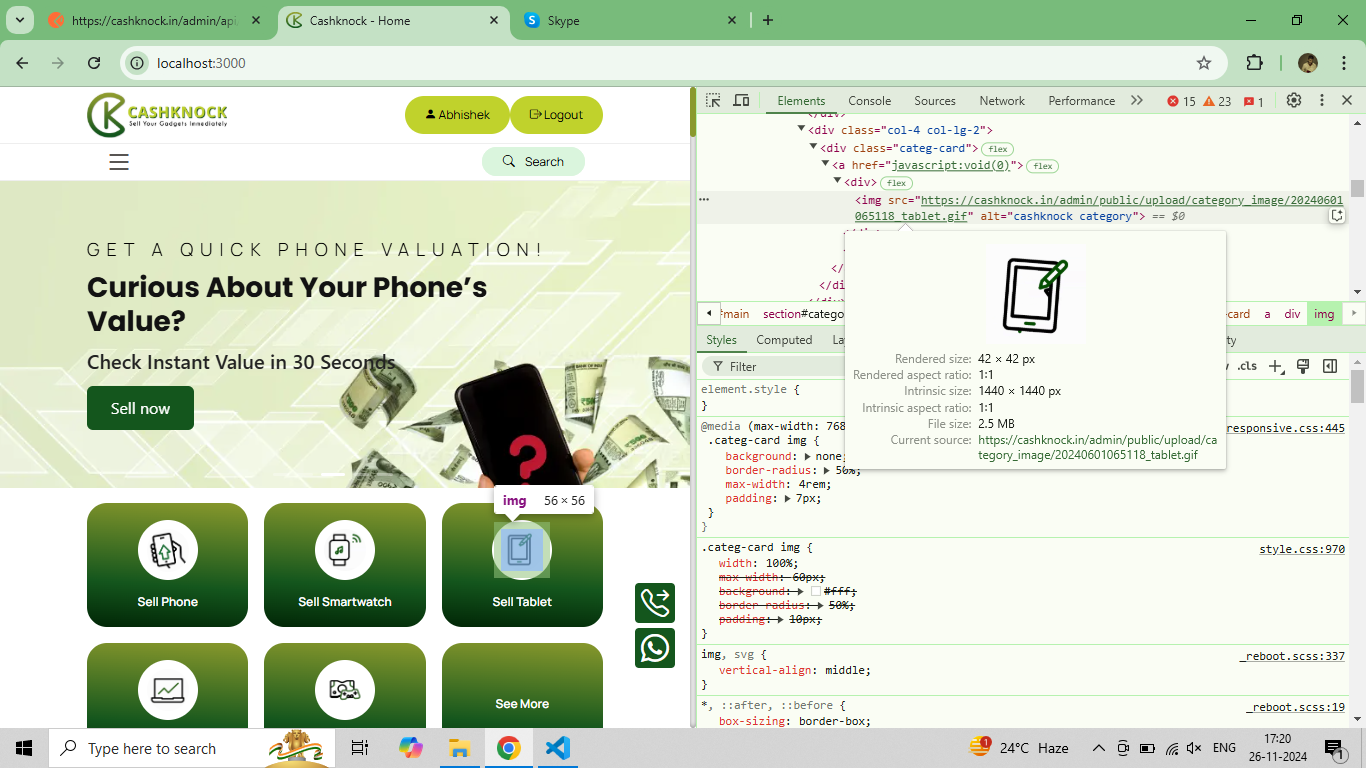 https://cashknock.in/admin/api
Cashknock - Home
Skype
localhost:3000
CASHKNOCK
Sell Your Gadgets Immediately
Abhishek
Logout
Search
GET A QUICK PHONE VALUATION!
Curious About Your Phone’s
Value?
Check Instant Value in 30 Seconds
Sell now
?
img 56 × 56
Sell Phone
Sell Smartwatch
Sell Tablet
See More
Elements
Console
Sources
Network
Performance
15
23
1
</div>
<div class="col-4 col-lg-2">
<div class="categ-card"> flex
<a href="javascript:void(0)"> flex
<div> flex
<img src="https://cashknock.in/admin/public/upload/category_image/20240601
065118_tablet.gif" alt="cashknock category"> == $0
Rendered size: 42 × 42 px
Rendered aspect ratio: 1:1
Intrinsic size: 1440 × 1440 px
Intrinsic aspect ratio: 1:1
File size: 2.5 MB
Current source: https://cashknock.in/admin/public/upload/ca
tegory_image/20240601065118_tablet.gif
</
</di
#main
section#catego
card
a
div
img
Styles
Computed
La
ty
Filter
.cls
element.style {
}
@media (max-width: 768
responsive.css:445
.categ-card img {
background: none;
border-radius: 50%;
max-width: 4rem;
padding: 7px;
}
}
.categ-card img {
style.css:970
width: 100%;
max-width: 60px;
background: #fff;
border-radius: 50%;
padding: 10px;
}
img, svg {
_reboot.scss:337
vertical-align: middle;
}
*, ::after, ::before {
_reboot.scss:19
box-sizing: border-box;
Type here to search
1
24°C Haze
ENG
17:20
26-11-2024
1